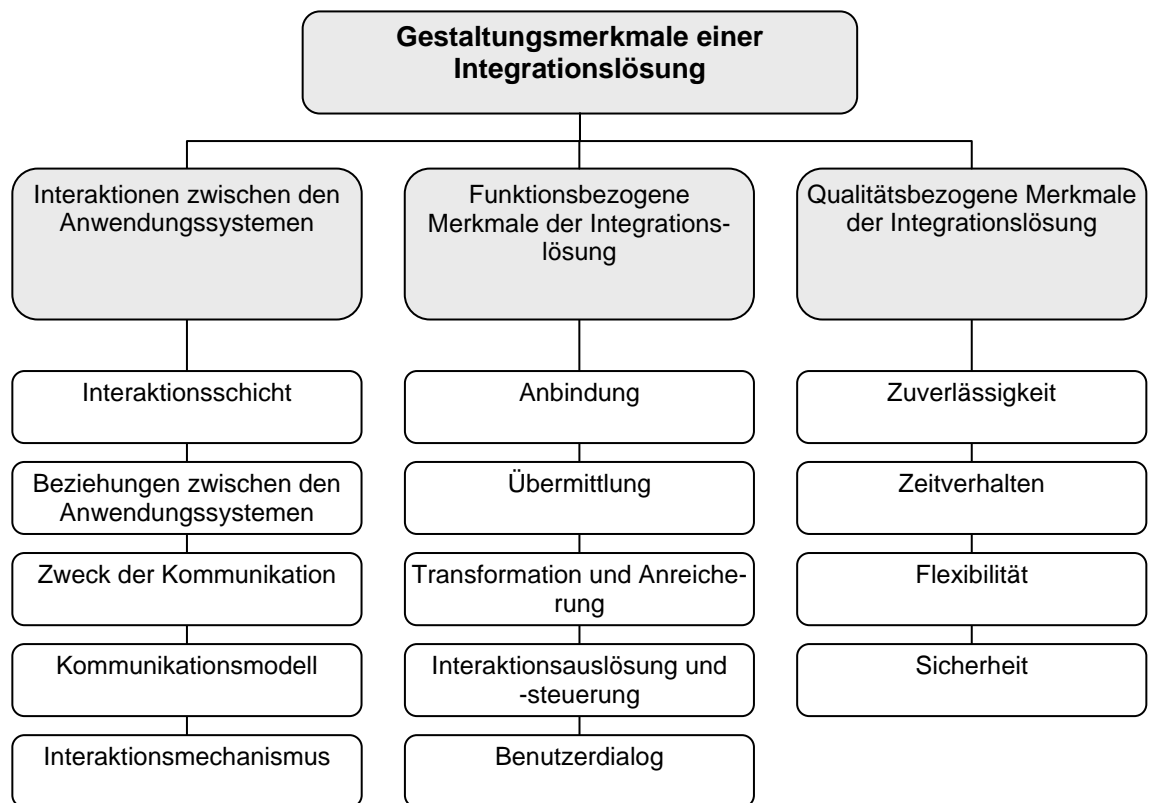 Gestaltungsmerkmale einer
Integrationslösung
Interaktionen zwischen den
Anwendungssystemen
Funktionsbezogene
Merkmale der Integrations-
lösung
Qualitätsbezogene Merkmale
der Integrationslösung
Interaktionsschicht
Beziehungen zwischen den
Anwendungssystemen
Zweck der Kommunikation
Kommunikationsmodell
Interaktionsmechanismus
Anbindung
Übermittlung
Transformation und Anreiche-
rung
Interaktionsauslösung und
-steuerung
Benutzerdialog
Zuverlässigkeit
Zeitverhalten
Flexibilität
Sicherheit